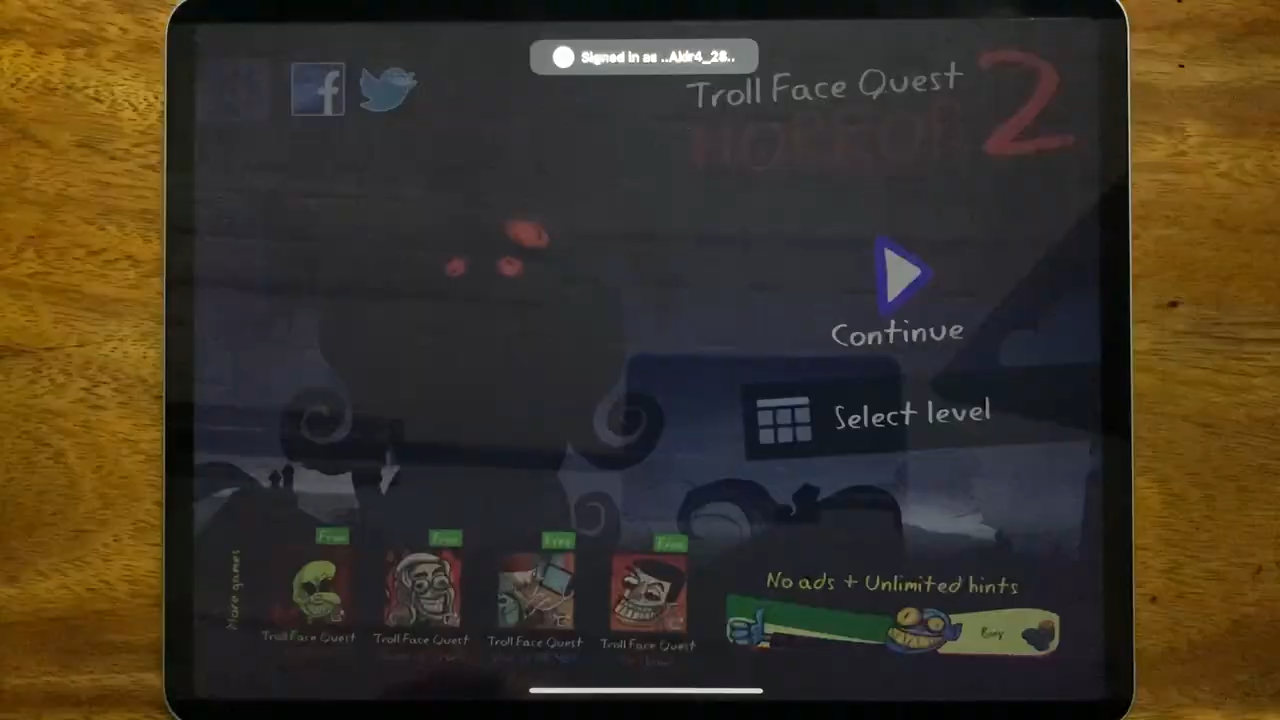 Signed in as ..Aldr4_28..
f
Troll Face Quest
HORROR 2
Continue
Select level
More games
Free
Free
Free
Free
Troll Face Quest
Troll Face Quest
Troll Face Quest
Troll Face Quest
No ads + Unlimited hints
Buy